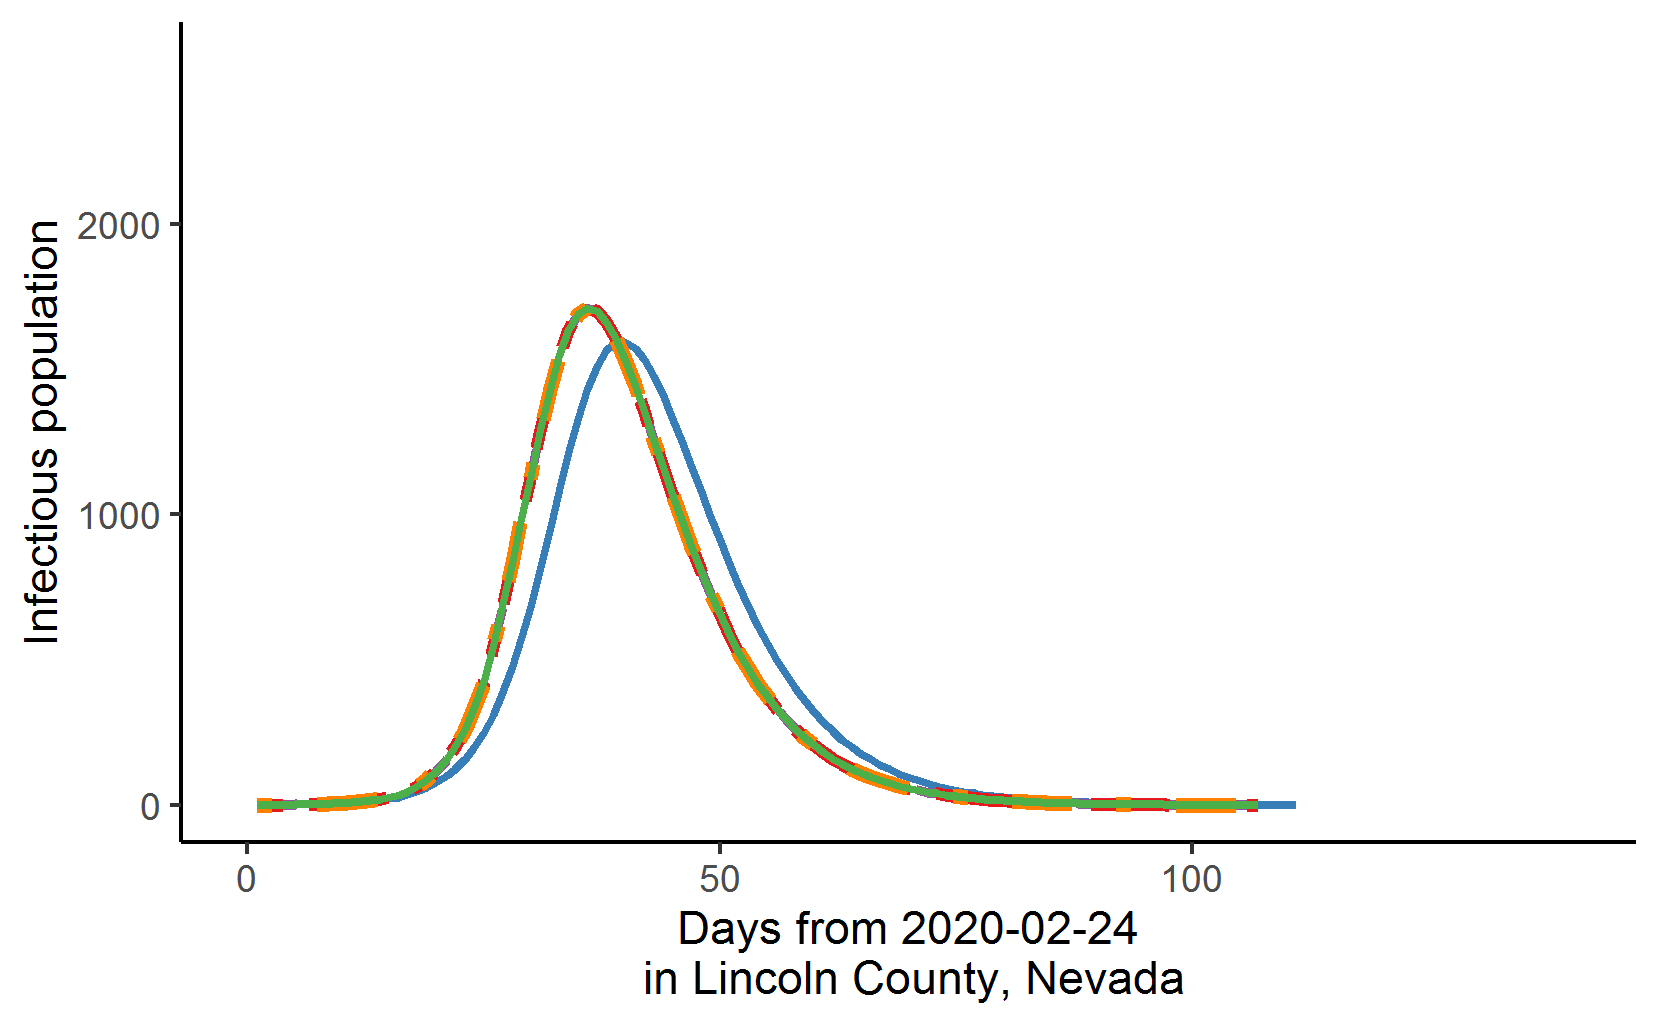 Infectious population
2000
1000
0
0 50 100
Days from 2020-02-24
in Lincoln County, Nevada